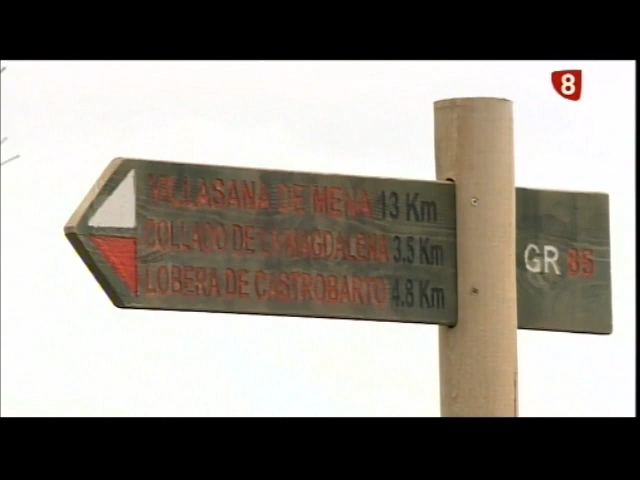 8
VILLASANA DE MENA 13 Km
COLLADO DE LA MAGDALENA 3.5 Km
LOBERA DE CASTROBARTO 4.8 Km
GR 85